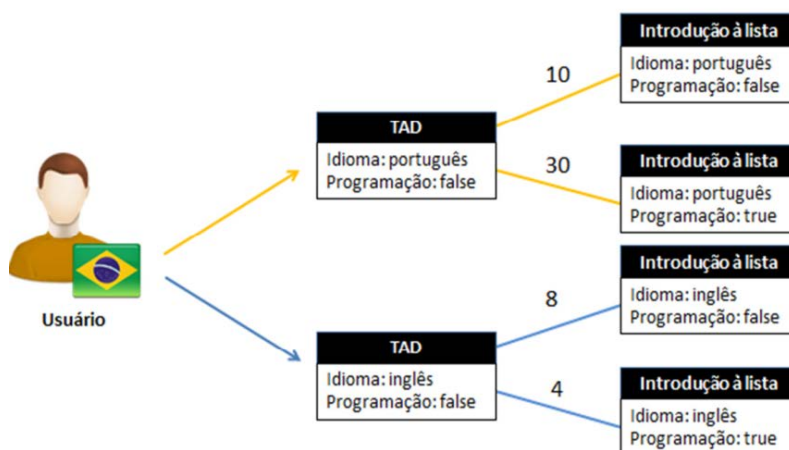 Introdução à lista
Idioma: português
Programação: false
10
TAD
Idioma: português
Programação: false
30
Introdução à lista
Idioma: português
Programação: true
Usuário
Introdução à lista
Idioma: inglês
Programação: false
8
TAD
Idioma: inglês
Programação: false
4
Introdução à lista
Idioma: inglês
Programação: true